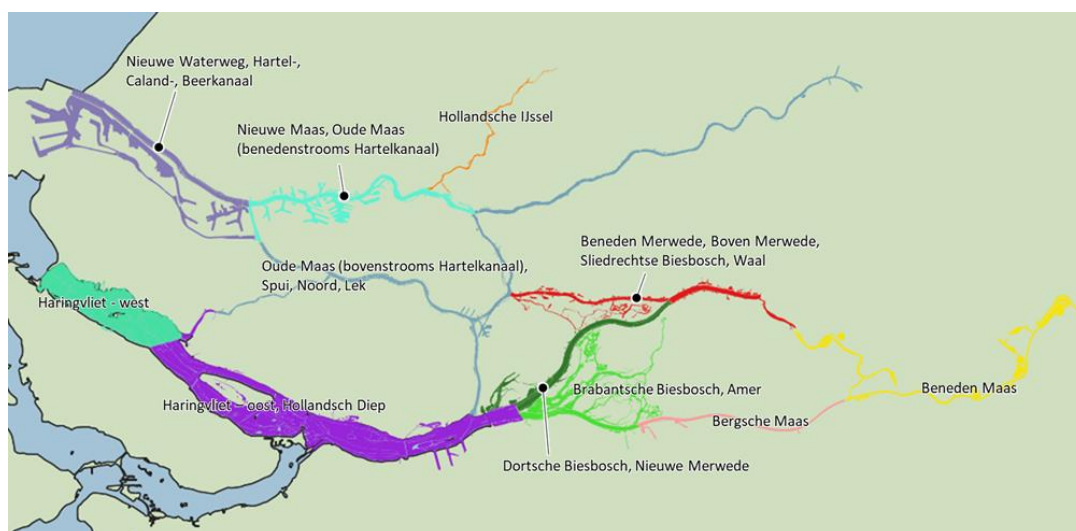 Nieuwe Waterweg, Hartel-,
Caland-, Beerkanaal
Nieuwe Maas, Oude Maas
(benedenstrooms Hartelkanaal)
Hollandsche IJssel
Beneden Merwede, Boven Merwede,
Sliedrechtse Biesbosch, Waal
Oude Maas (bovenstrooms Hartelkanaal),
Spui, Noord, Lek
Haringvliet - west
Haringvliet – oost, Hollandsch Diep
Brabantsche Biesbosch, Amer
Beneden Maas
Bergsche Maas
Dortsche Biesbosch, Nieuwe Merwede